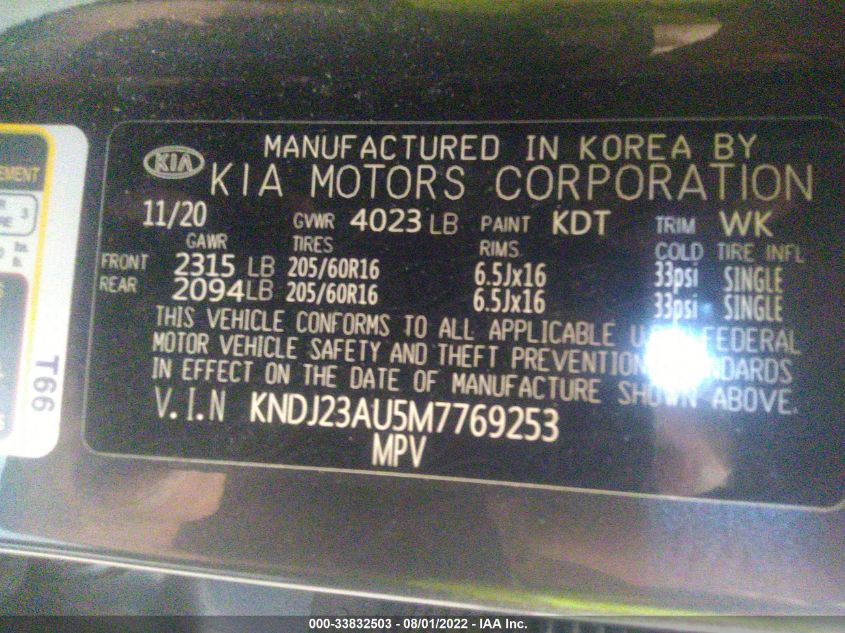 KIA
MANUFACTURED IN KOREA BY
KIA MOTORS CORPORATION
11/20 GVWR 4023 LB PAINT KDT TRIM WK
GAWR TIRES RIMS COLD TIRE INFL
FRONT 2315 LB 205/60R16 6.5Jx16 33psi SINGLE
REAR 2094 LB 205/60R16 6.5Jx16 33psi SINGLE
THIS VEHICLE CONFORMS TO ALL APPLICABLE FEDERAL
MOTOR VEHICLE SAFETY AND THEFT PREVENTION
IN EFFECT ON THE DATE OF MANUFACTURE SHOWN ABOVE.
V.I.N KNDJ23AU5M7769253
MPV
EMENT
3
T66
000-33832503 - 08/01/2022 - IAA Inc.